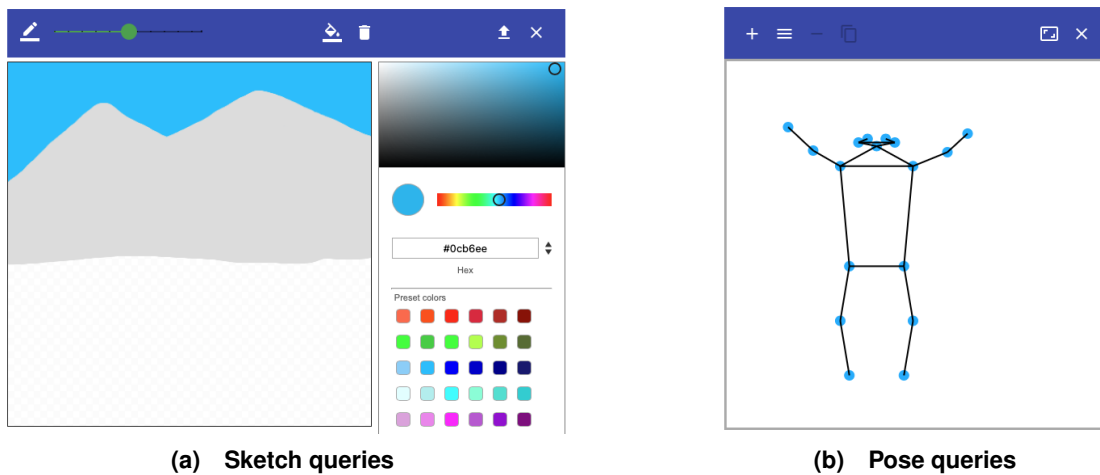 #0cb6ee
Hex
Preset colors
(a) Sketch queries
(b) Pose queries